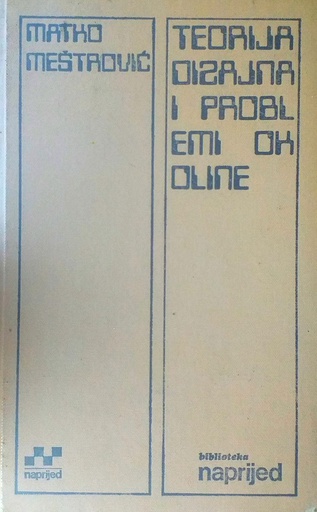 MATKO
MEŠTROVIĆ
TEORIJA
DIZAJNA
I PROBL
EMI OK
OLINE
naprijed
biblioteka
naprijed